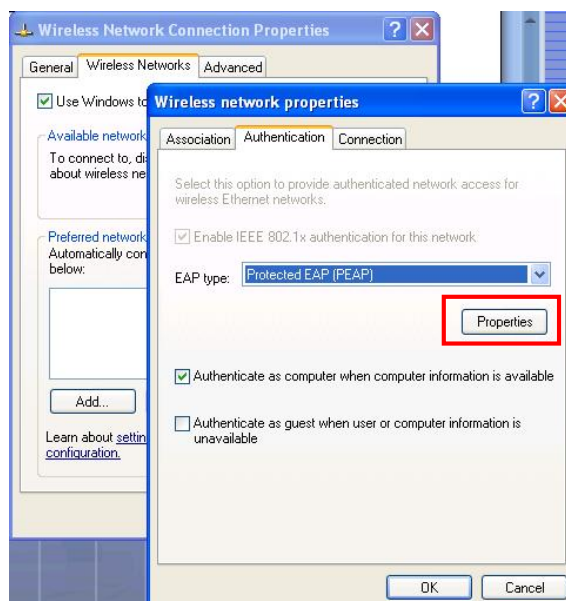 Wireless Network Connection Properties
General
Wireless Networks
Advanced
Use Windows to
Available network
To connect to, di
about wireless ne
Preferred network
Automatically con
below:
Add...
Learn about settin
configuration.
Wireless network properties
Association
Authentication
Connection
Select this option to provide authenticated network access for
wireless Ethernet networks.
Enable IEEE 802.1x authentication for this network
EAP type:
Protected EAP (PEAP)
Properties
Authenticate as computer when computer information is available
Authenticate as guest when user or computer information is
unavailable
OK
Cancel